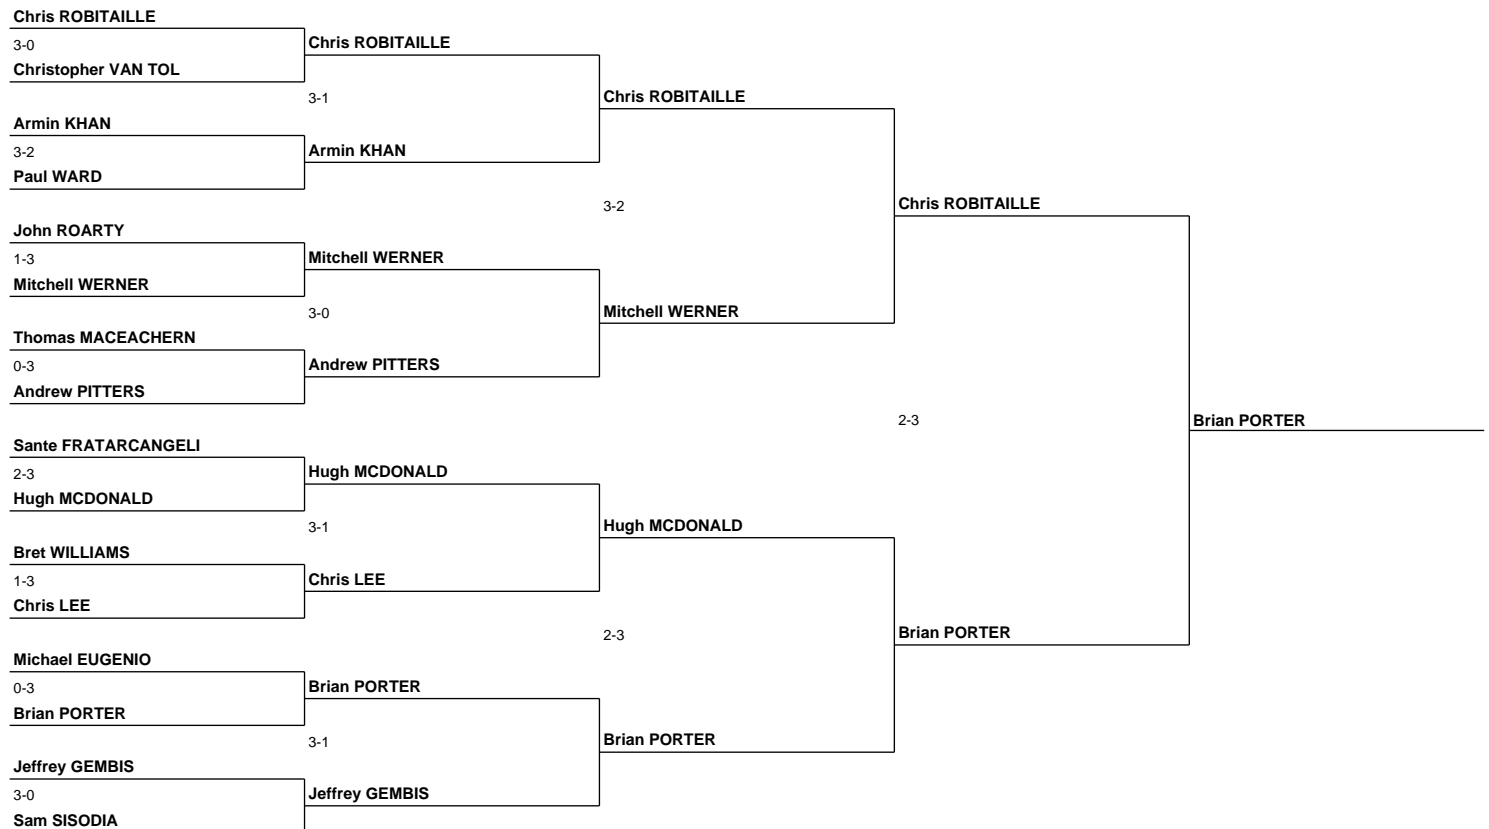 Chris ROBITAILLE
3-0
Christopher VAN TOL
Armin KHAN
3-2
Paul WARD
John ROARTY
1-3
Mitchell WERNER
Thomas MACEACHERN
0-3
Andrew PITTERS
Sante FRATARCANGELI
2-3
Hugh MCDONALD
Bret WILLIAMS
1-3
Chris LEE
Michael EUGENIO
0-3
Brian PORTER
Jeffrey GEMBIS
3-0
Sam SISODIA
Chris ROBITAILLE
3-1
Armin KHAN
Mitchell WERNER
3-0
Andrew PITTERS
Hugh MCDONALD
3-1
Chris LEE
Brian PORTER
3-1
Jeffrey GEMBIS
Chris ROBITAILLE
3-2
Mitchell WERNER
Hugh MCDONALD
2-3
Brian PORTER
Chris ROBITAILLE
2-3
Brian PORTER
Brian PORTER